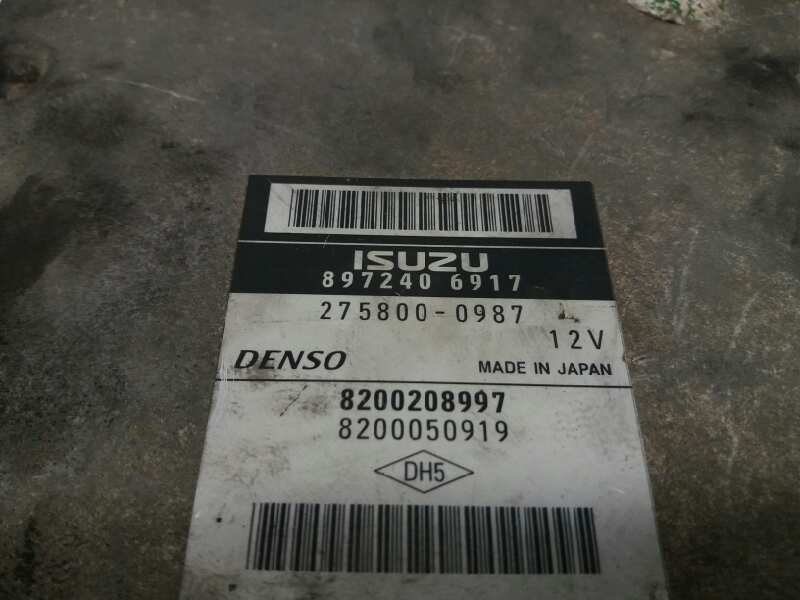 ISUZU
897240 6917
275800-0987
12V
DENSO MADE IN JAPAN
8200208997
8200050919
DH5